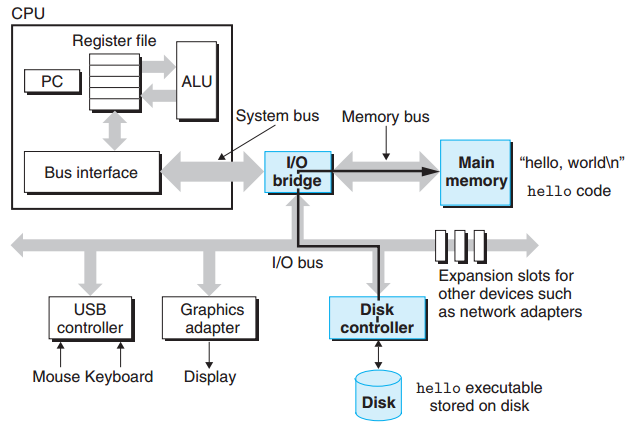 CPU
Register file
PC
ALU
System bus
Memory bus
Bus interface
I/O
bridge
Main
memory
“hello, world\n”
hello code
I/O bus
Expansion slots for
other devices such
as network adapters
USB
controller
Graphics
adapter
Disk
controller
Mouse Keyboard
Display
Disk
hello executable
stored on disk